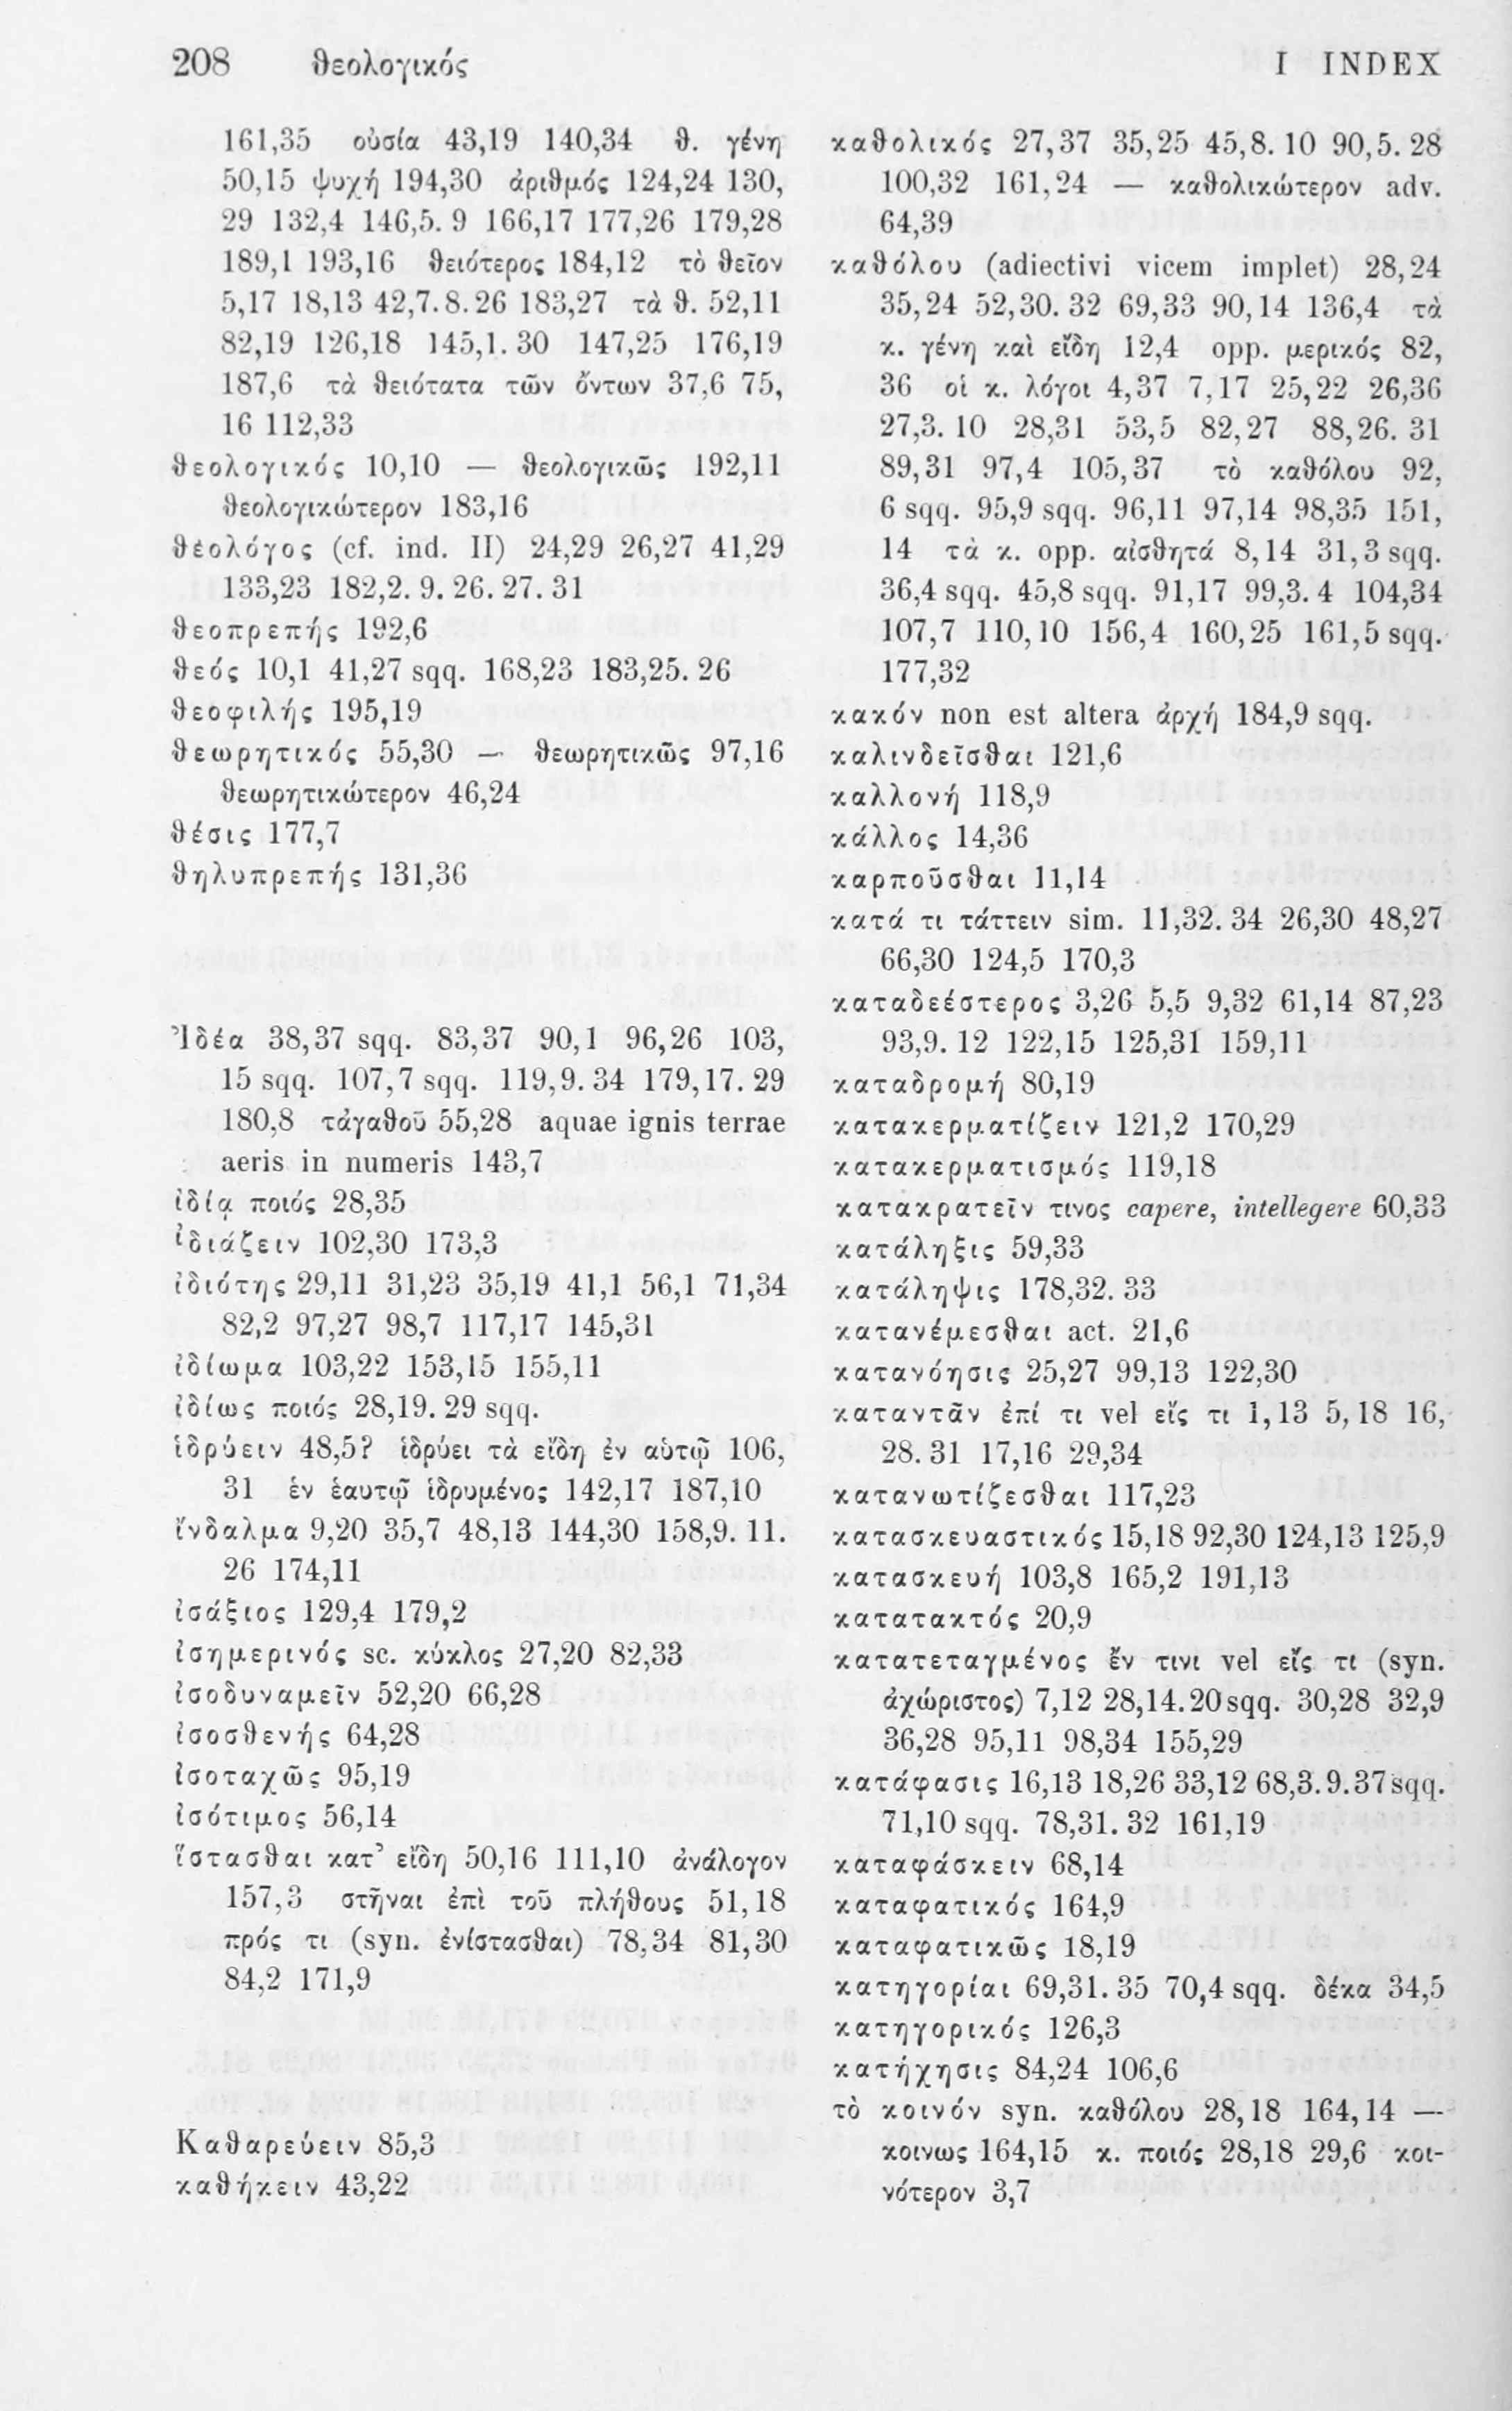 208 θεολογικός I INDEX
161,35 οὐσία 43,19 140,34 θ. γένη
50,15 ψυχή 194,30 ἀριθμός 124,24 130,
29 132,4 146,5. 9 166,17 177,26 179,28
189,1 193,16 θειότερος 184,12 τὸ θεῖον
5,17 18,13 42,7. 8. 26 183,27 τὰ θ. 52,11
82,19 126,18 145,1. 30 147,25 176,19
187,6 τὰ θειότατα τῶν ὄντων 37,6 75,
16 112,33
θεολογικός 10,10 — θεολογικῶς 192,11
θεολογικώτερον 183,16
θεολόγος (cf. ind. II) 24,29 26,27 41,29
133,23 182,2. 9. 26. 27. 31
θεοπρεπής 192,6
θεός 10,1 41,27 sqq. 168,23 183,25. 26
θεοφιλής 195,19
θεωρητικός 55,30 — θεωρητικῶς 97,16
θεωρητικώτερον 46,24
θέσις 177,7
θηλυπρεπής 131,36
Ἰδέα 38,37 sqq. 83,37 90,1 96,26 103,
15 sqq. 107,7 sqq. 119,9. 34 179,17. 29
180,8 τἀγαθοῦ 55,28 aquae ignis terrae
aeris in numeris 143,7
ἰδίᾳ ποιός 28,35
ἰδιάζειν 102,30 173,3
ἰδιότης 29,11 31,23 35,19 41,1 56,1 71,34
82,2 97,27 98,7 117,17 145,31
ἰδίωμα 103,22 153,15 155,11
ἰδίως ποιός 28,19. 29 sqq.
ἱδρύειν 48,5? ἱδρύει τὰ εἴδη ἐν αὑτῷ 106,
31 ἐν ἑαυτῷ ἱδρυμένος 142,17 187,10
ἴνδαλμα 9,20 35,7 48,13 144,30 158,9. 11.
26 174,11
ἰσάξιος 129,4 179,2
ἰσημερινός sc. κύκλος 27,20 82,33
ἰσοδυναμεῖν 52,20 66,28
ἰσοσθενής 64,28
ἰσοταχῶς 95,19
ἰσότιμος 56,14
ἵστασθαι κατ’ εἴδη 50,16 111,10 ἀνάλογον
157,3 στῆναι ἐπὶ τοῦ πλήθους 51,18
πρός τι (syn. ἐνίστασθαι) 78,34 81,30
84,2 171,9
Καθαρεύειν 85,3
καθήκειν 43,22
καθολικός 27,37 35,25 45,8. 10 90,5. 28
100,32 161,24 — καθολικώτερον adv.
64,39
καθόλου (adiectivi vicem implet) 28,24
35,24 52,30. 32 69,33 90,14 136,4 τὰ
κ. γένη καὶ εἴδη 12,4 opp. μερικός 82,
36 οἱ κ. λόγοι 4,37 7,17 25,22 26,36
27,3. 10 28,31 53,5 82,27 88,26. 31
89,31 97,4 105,37 τὸ καθόλου 92,
6 sqq. 95,9 sqq. 96,11 97,14 98,35 151,
14 τὰ κ. opp. αἰσθητά 8,14 31,3 sqq.
36,4 sqq. 45,8 sqq. 91,17 99,3. 4 104,34
107,7 110,10 156,4 160,25 161,5 sqq.
177,32
κακόν non est altera ἀρχή 184,9 sqq.
καλινδεῖσθαι 121,6
καλλονή 118,9
κάλλος 14,36
καρποῦσθαι 11,14
κατά τι τάττειν sim. 11,32. 34 26,30 48,27
66,30 124,5 170,3
καταδεέστερος 3,26 5,5 9,32 61,14 87,23
93,9. 12 122,15 125,31 159,11
καταδρομή 80,19
κατακερματίζειν 121,2 170,29
κατακερματισμός 119,18
κατακρατεῖν τινος capere, intellegere 60,33
κατάληξις 59,33
κατάληψις 178,32. 33
κατανέμεσθαι act. 21,6
κατανόησις 25,27 99,13 122,30
καταντᾶν ἐπί τι vel εἴς τι 1,13 5,18 16,
28. 31 17,16 29,34
κατανωτίζεσθαι 117,23
κατασκευαστικός 15,18 92,30 124,13 125,9
κατασκευή 103,8 165,2 191,13
κατατακτός 20,9
κατατεταγμένος ἔν τινι vel εἴς τι (syn.
ἀχώριστος) 7,12 28,14. 20 sqq. 30,28 32,9
36,28 95,11 98,34 155,29
κατάφασις 16,13 18,26 33,12 68,3. 9. 37 sqq.
71,10 sqq. 78,31. 32 161,19
καταφάσκειν 68,14
καταφατικός 164,9
καταφατικῶς 18,19
κατηγορίαι 69,31. 35 70,4 sqq. δέκα 34,5
κατηγορικός 126,3
κατήχησις 84,24 106,6
τὸ κοινόν syn. καθόλου 28,18 164,14 —
κοινως 164,15 κ. ποιός 28,18 29,6 κοι-
νότερον 3,7